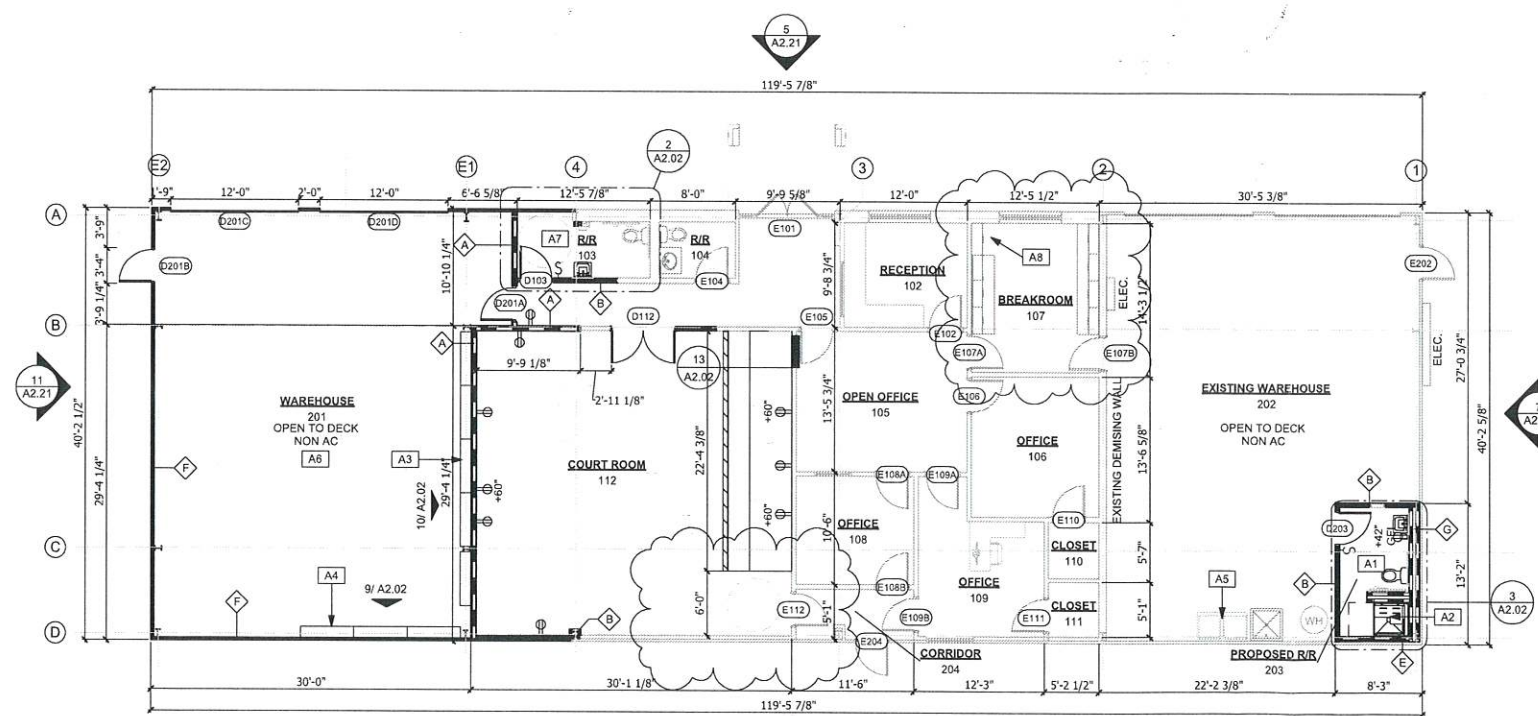 5
A2.21
119'-5 7/8"
2
A2.02
E2
E1
4
3
2
1
1'-9"
12'-0"
2'-0"
12'-0"
6'-6 5/8"
12'-5 7/8"
8'-0"
9'-9 5/8"
12'-0"
12'-5 1/2"
30'-5 3/8"
A
D201C
D201D
E101
3'-9"
A
A7
R/R
103
R/R
104
RECEPTION
102
A8
D201B
3'-4"
10'-10 1/4"
S
D103
E104
9'-8 3/4"
BREAKROOM
107
ELEC.
14'-3 1/2"
E202
3'-9 1/4"
D201A
A
B
B
D112
E105
E102
A
13
A2.02
E107A
E107B
ELEC.
27'-0 3/4"
9'-9 1/8"
2'-11 1/8"
11
A2.21
40'-2 1/2"
WAREHOUSE
201
OPEN TO DECK
NON AC
A6
A3
+60"
OPEN OFFICE
105
13'-5 3/4"
E106
EXISTING DEMISING WALL
EXISTING WAREHOUSE
202
OPEN TO DECK
NON AC
40'-2 5/8"
29'-4 1/4"
F
29'-4 1/4"
10/ A2.02
+60"
COURT ROOM
112
22'-4 3/8"
OFFICE
106
13'-6 5/8"
E108A
E109A
B
+60"
OFFICE
108
10'-6"
E110
D203
+42"
G
S
C
CLOSET
110
5'-7"
A4
9/ A2.02
F
E108B
OFFICE
109
A5
B
A1
13'-2"
3
A2.02
6'-0"
E112
5'-1"
E109B
E111
CLOSET
111
5'-1"
WH
A2
B
D
E204
CORRIDOR
204
PROPOSED R/R
203
E
30'-0"
30'-1 1/8"
11'-6"
12'-3"
5'-2 1/2"
22'-2 3/8"
8'-3"
119'-5 7/8"